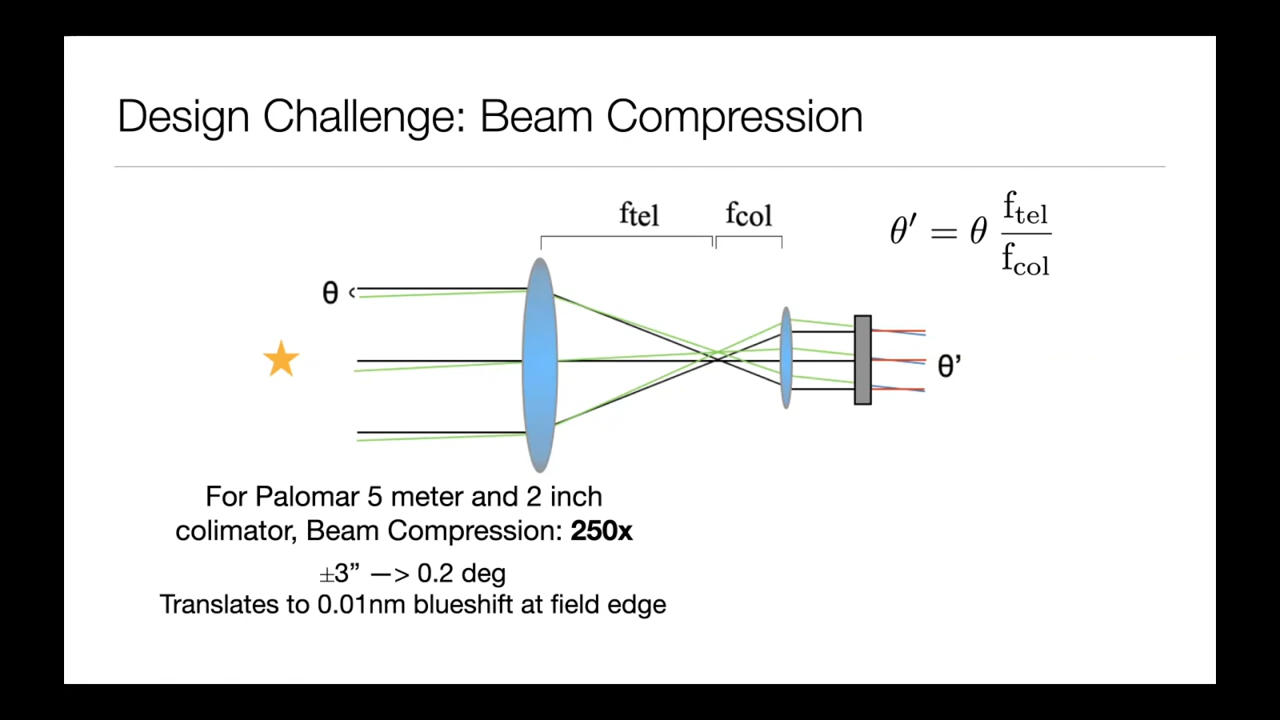 Design Challenge: Beam Compression
ftel
fcol
θ′ = θ ftel/fcol
θ
θ’
For Palomar 5 meter and 2 inch
colimator, Beam Compression: 250x
±3” —> 0.2 deg
Translates to 0.01nm blueshift at field edge